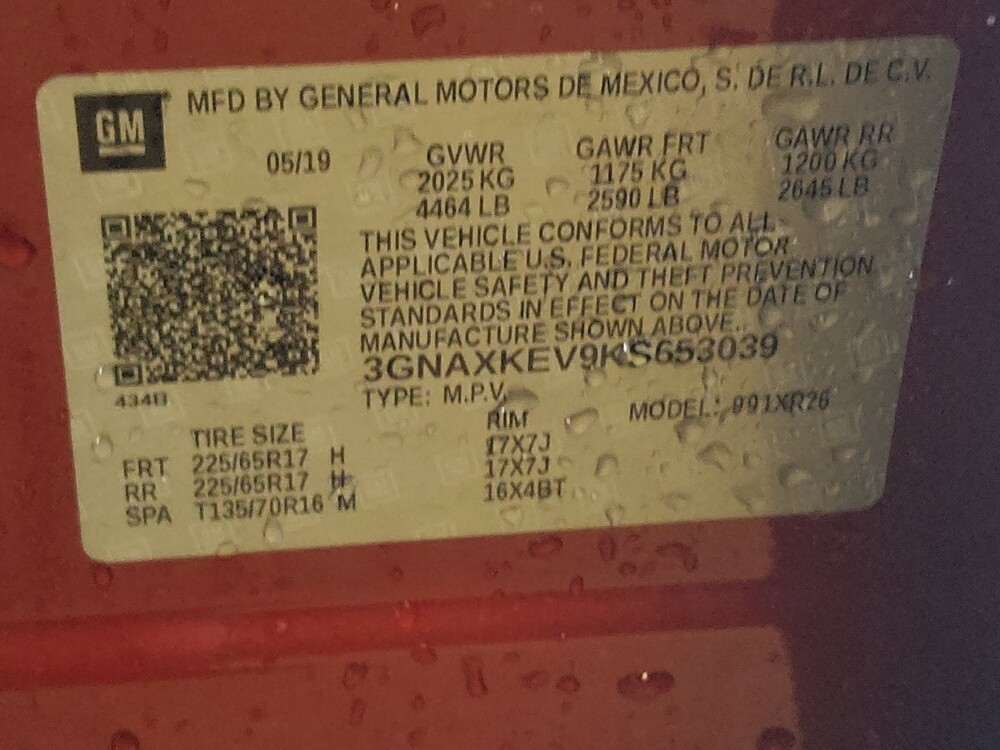 GM
MFD BY GENERAL MOTORS DE MEXICO, S. DE R.L. DE C.V.
05/19 GVWR GAWR FRT GAWR RR
2025 KG 1175 KG 1200 KG
4464 LB 2590 LB 2645 LB
THIS VEHICLE CONFORMS TO ALL
APPLICABLE U.S. FEDERAL MOTOR
VEHICLE SAFETY AND THEFT PREVENTION
STANDARDS IN EFFECT ON THE DATE OF
MANUFACTURE SHOWN ABOVE.
3GNAXKEV9KS653039
434B
TYPE: M.P.V. MODEL: 991XR26
TIRE SIZE RIM
FRT 225/65R17 H 17X7J
RR 225/65R17 H 17X7J
SPA T135/70R16 M 16X4BT